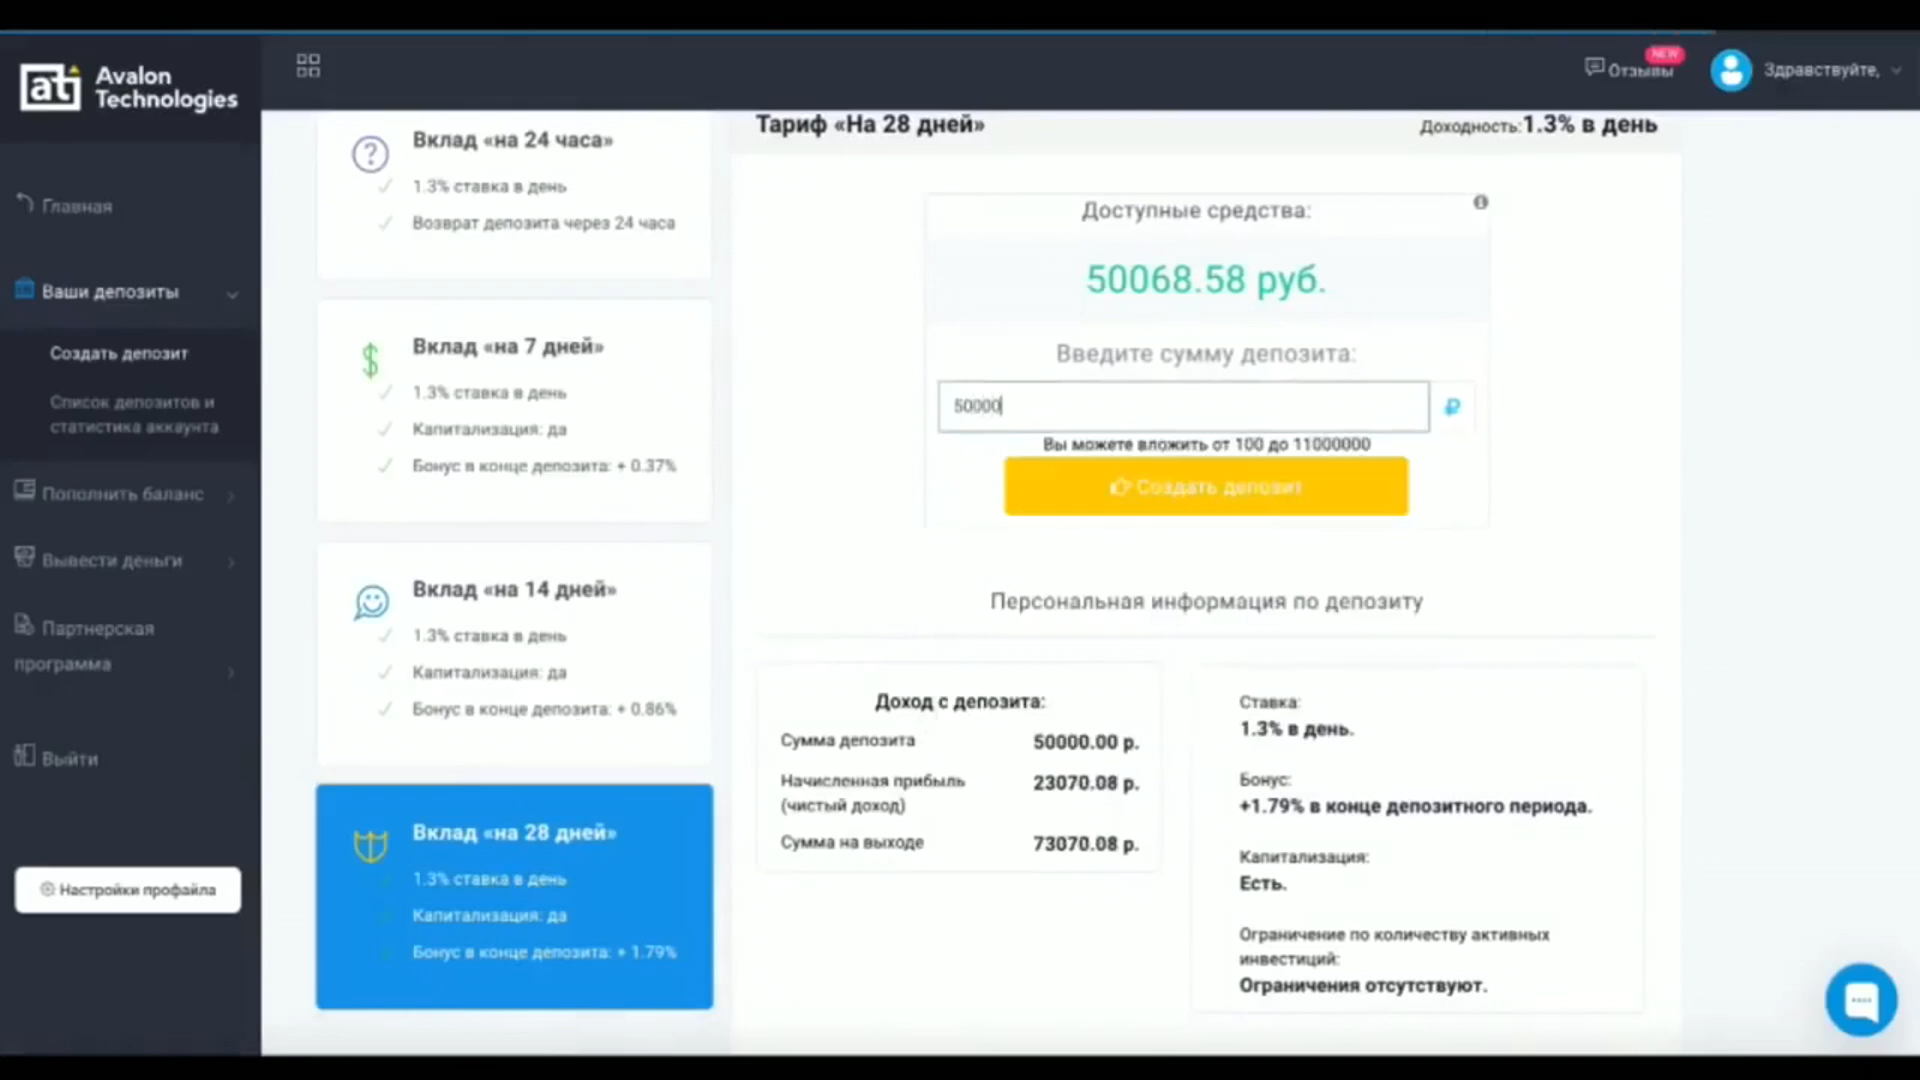 Avalon
Technologies
NEW
Отзывы
Здравствуйте,
Главная
Ваши депозиты
Создать депозит
Список депозитов и
статистика аккаунта
Пополнить баланс
Вывести деньги
Партнерская
программа
Выйти
Настройки профайла
Вклад «на 24 часа»
1.3% ставка в день
Возврат депозита через 24 часа
Вклад «на 7 дней»
1.3% ставка в день
Капитализация: да
Бонус в конце депозита: + 0.37%
Вклад «на 14 дней»
1.3% ставка в день
Капитализация: да
Бонус в конце депозита: + 0.86%
Вклад «на 28 дней»
1.3% ставка в день
Капитализация: да
Бонус в конце депозита: + 1.79%
Тариф «На 28 дней»
Доходность:1.3% в день
Доступные средства:
50068.58 руб.
Введите сумму депозита:
50000
₽
Вы можете вложить от 100 до 11000000
Создать депозит
Персональная информация по депозиту
Доход с депозита:
Сумма депозита 50000.00 р.
Начисленная прибыль
(чистый доход) 23070.08 р.
Сумма на выходе 73070.08 р.
Ставка:
1.3% в день.
Бонус:
+1.79% в конце депозитного периода.
Капитализация:
Есть.
Ограничение по количеству активных
инвестиций:
Ограничения отсутствуют.